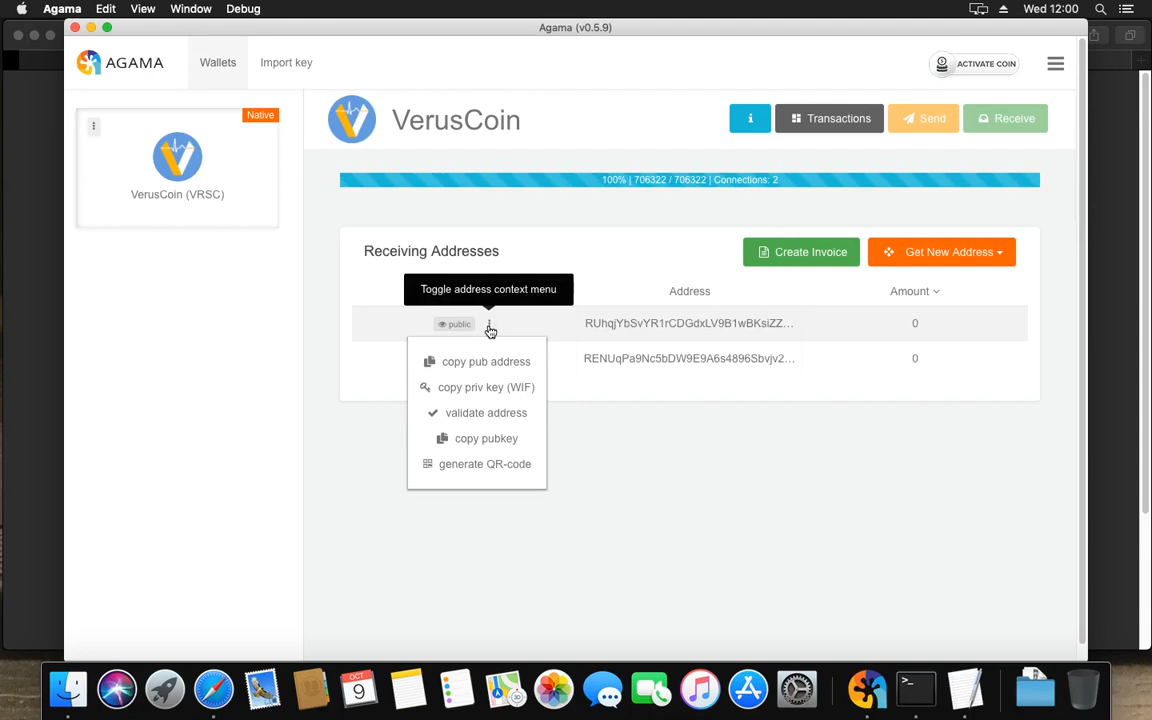 Agama Edit View Window Debug Wed 12:00
Agama (v0.5.9)
AGAMA Wallets Import key ACTIVATE COIN
Native
VerusCoin (VRSC)
VerusCoin
i Transactions Send Receive
100% | 706322 / 706322 | Connections: 2
Receiving Addresses
Create Invoice Get New Address
Toggle address context menu
Address Amount
public RUhqjYbSvYR1rCDGdxLV9B1wBKsiZZ... 0
RENUqPa9Nc5bDW9E9A6s4896Sbvjv2... 0
copy pub address
copy priv key (WIF)
validate address
copy pubkey
generate QR-code
OCT
9